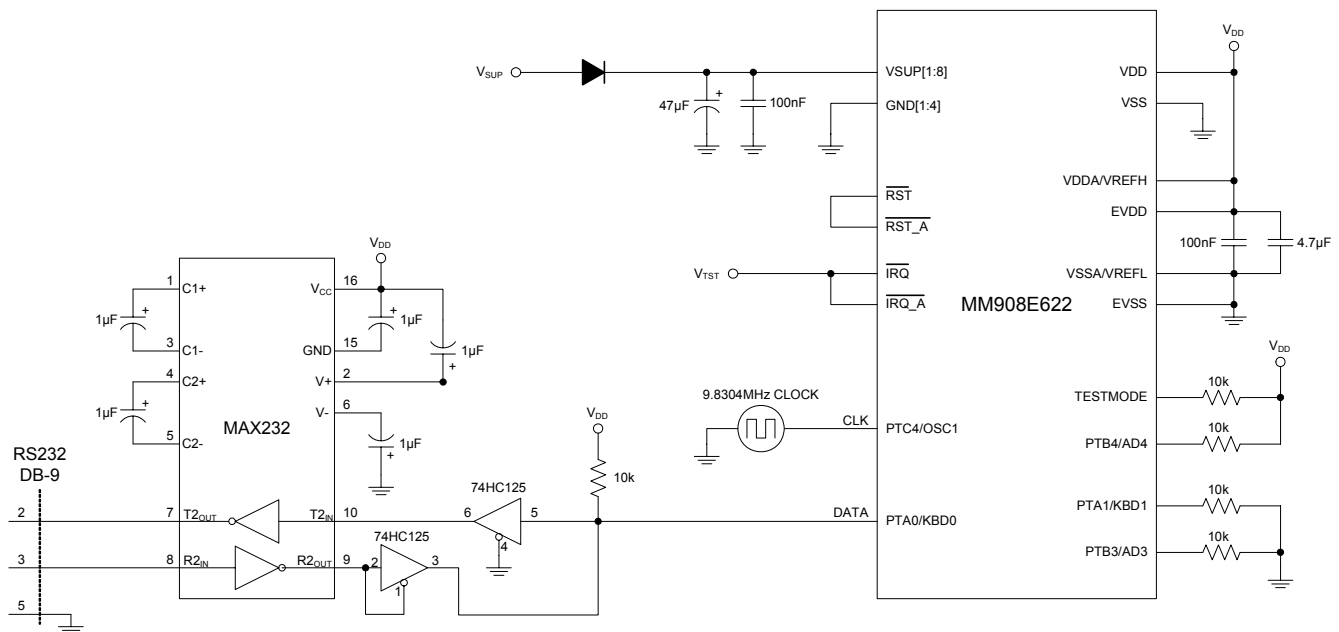 V_DD
V_SUP
VSUP[1:8]
VDD
47µF
+
100nF
GND[1:4]
VSS
VDDA/VREFH
RST
EVDD
RST_A
100nF
4.7µF
V_DD
V_TST
IRQ
VSSA/VREFL
IRQ_A
MM908E622
EVSS
1
C1+
V_CC
16
1µF
+
+
1µF
3
C1-
GND
15
1µF
+
4
C2+
V+
2
V_DD
1µF
+
V-
6
9.8304MHz CLOCK
TESTMODE
10k
MAX232
1µF
+
V_DD
CLK
PTC4/OSC1
5
C2-
PTB4/AD4
10k
RS232
DB-9
10k
74HC125
PTA1/KBD1
10k
2
7
T2_OUT
T2_IN
10
6
5
DATA
PTA0/KBD0
4
74HC125
PTB3/AD3
10k
3
8
R2_IN
R2_OUT
9
2
3
1
5